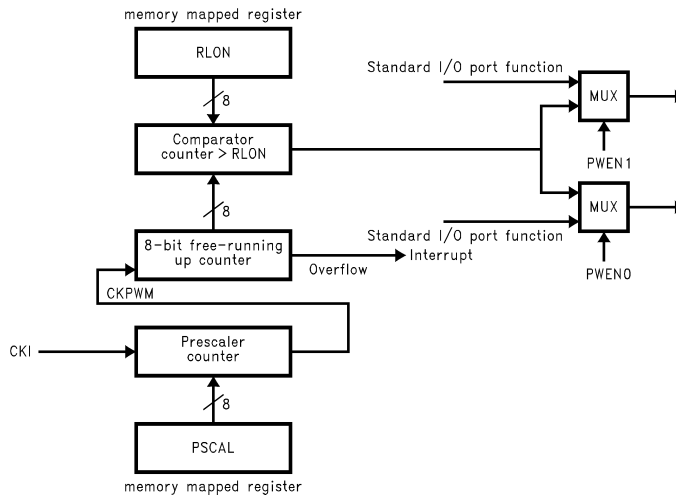 memory mapped register
RLON
8
Standard I/O port function
MUX
Comparator
counter > RLON
PWEN1
8
MUX
8-bit free-running
up counter
Standard I/O port function
Interrupt
Overflow
PWEN0
CKPWM
CKI
Prescaler
counter
8
PSCAL
memory mapped register